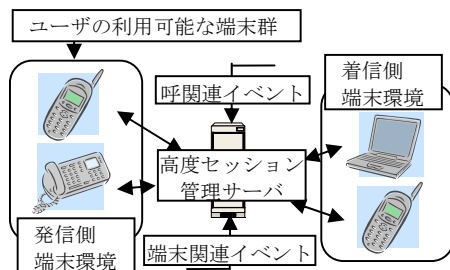 ユーザの利用可能な端末群
呼関連イベント
着信側
端末環境
高度セッション
管理サーバ
発信側
端末環境
端末関連イベント